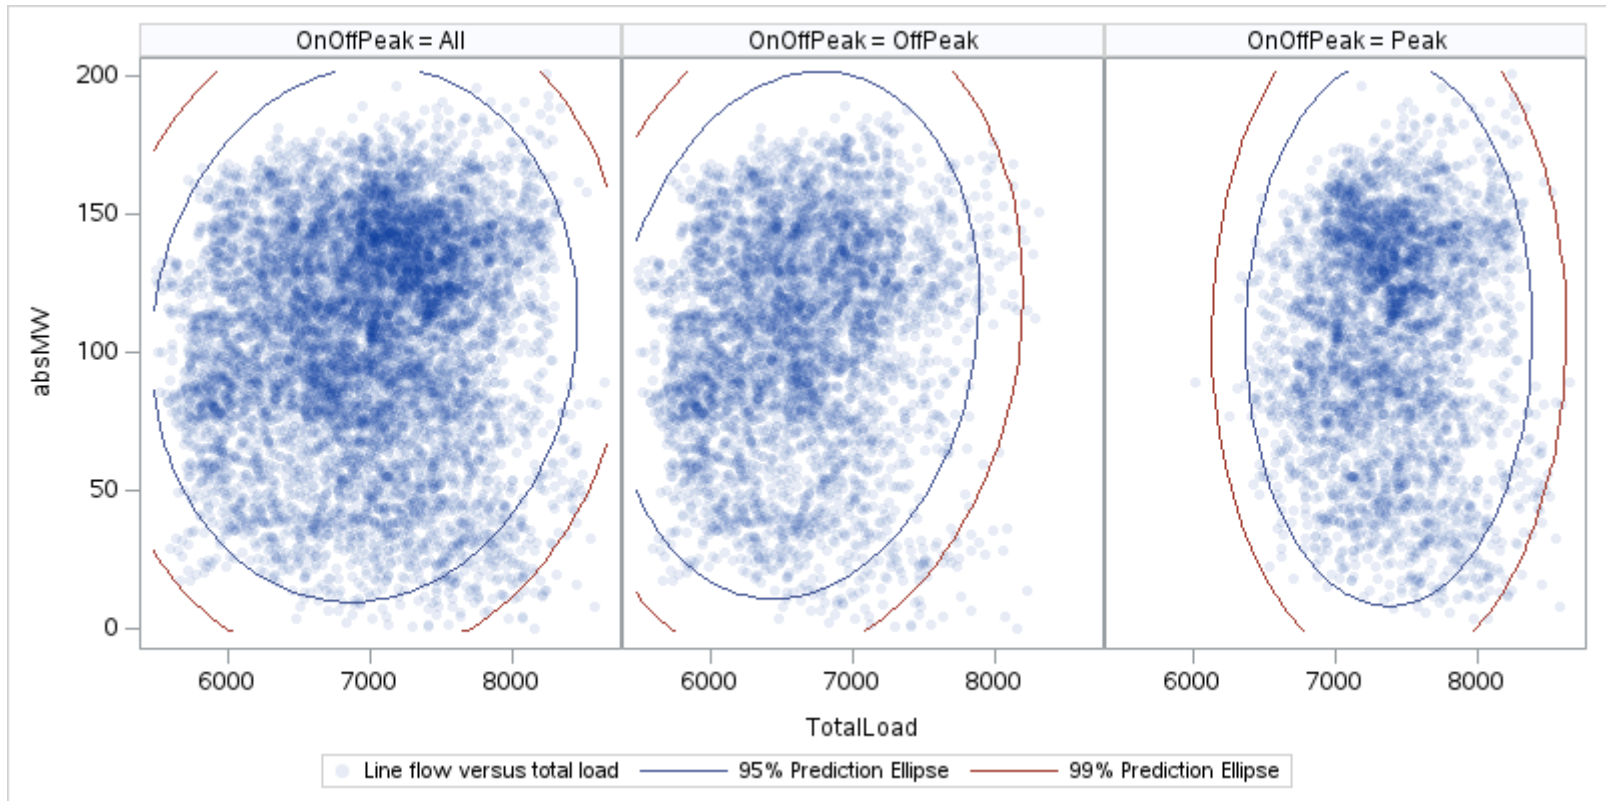 OnOffPeak = All
OnOffPeak = OffPeak
OnOffPeak = Peak
200
150
100
50
0
absMW
6000 7000 8000
6000 7000 8000
6000 7000 8000
TotalLoad
Line flow versus total load
95% Prediction Ellipse
99% Prediction Ellipse